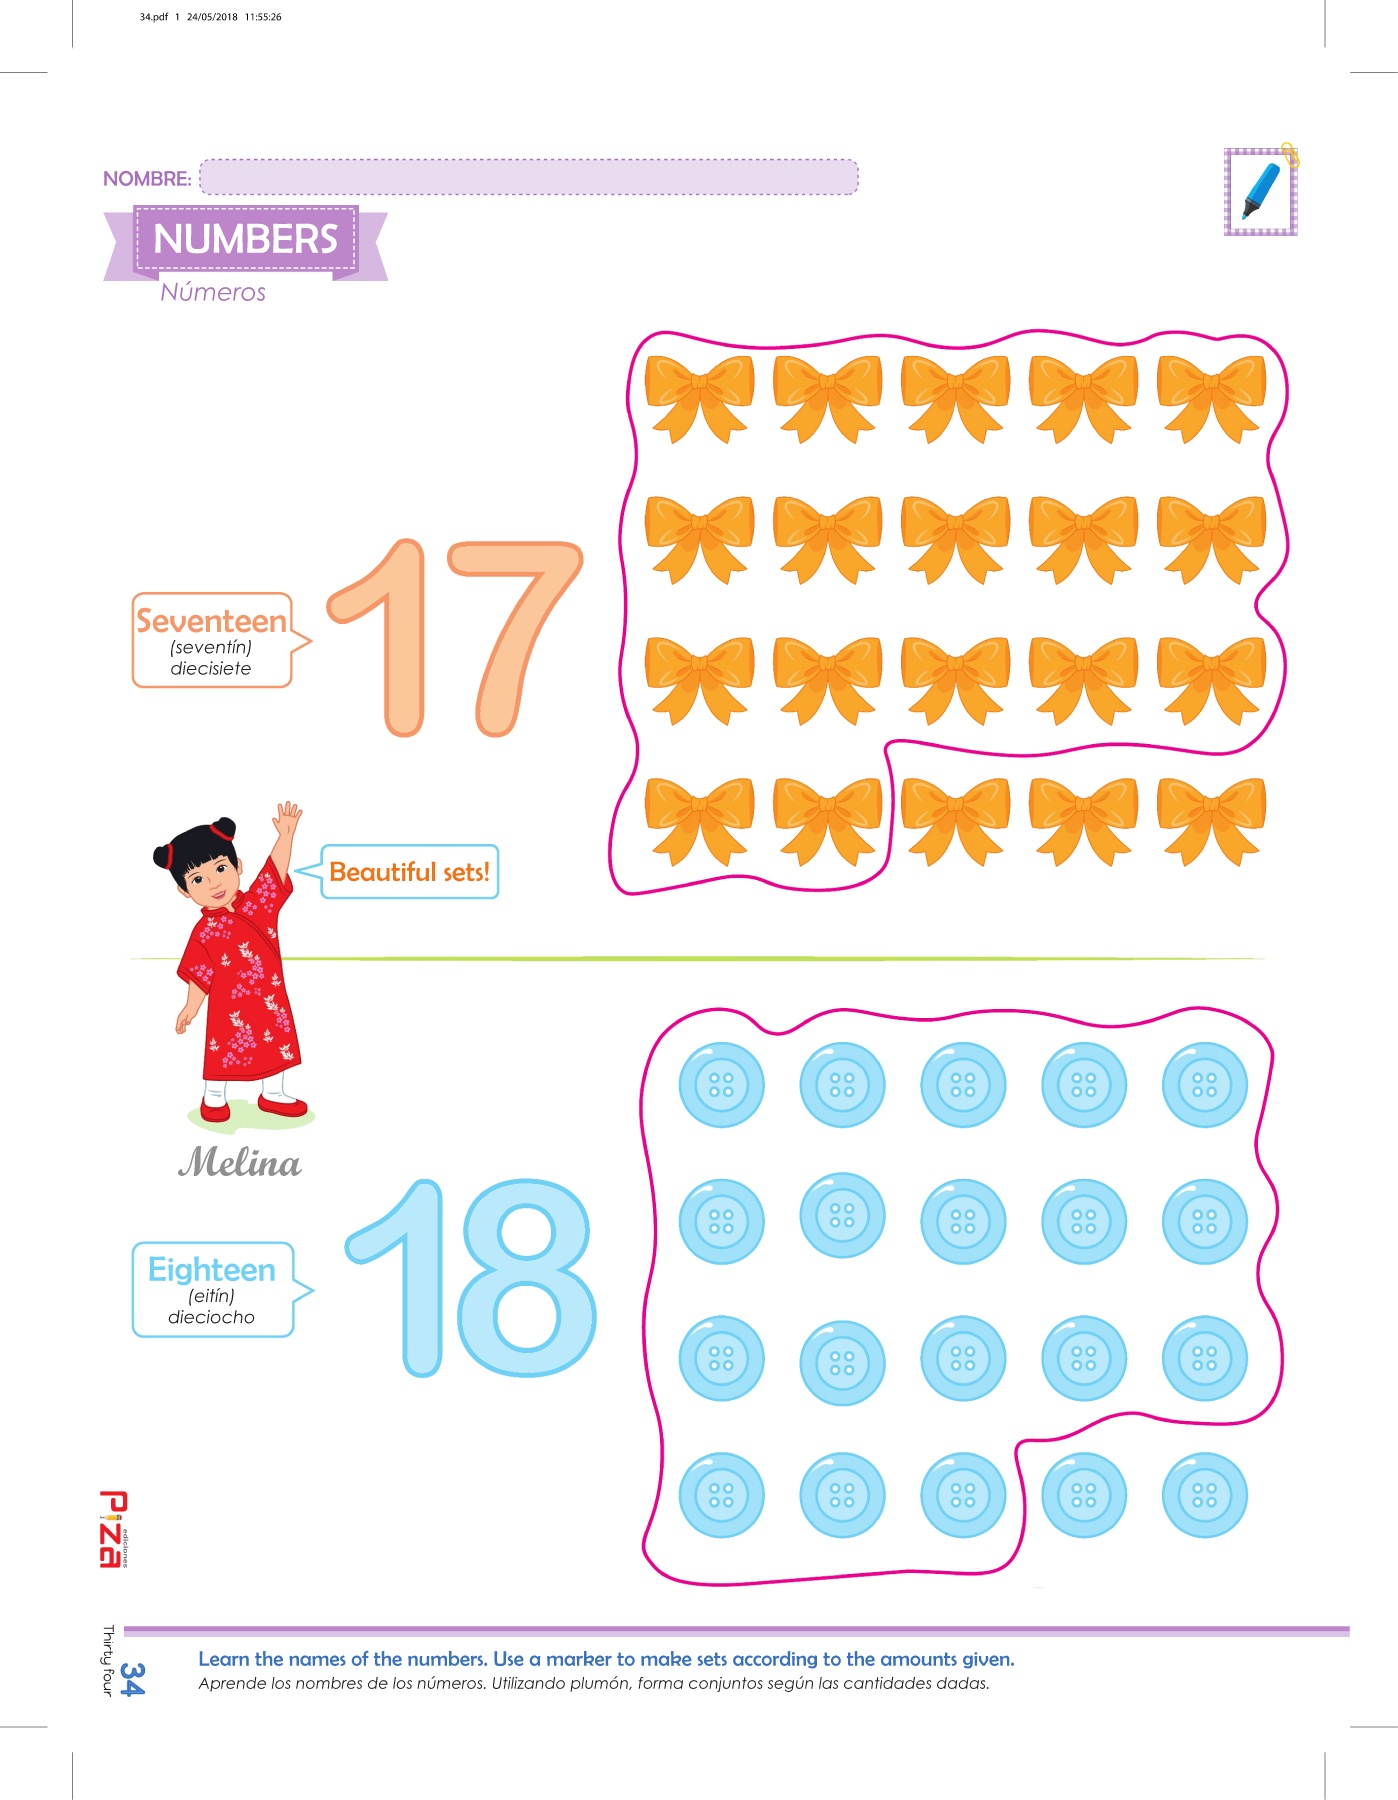 34.pdf 1 24/05/2018 11:55:26
NOMBRE:
NUMBERS
Números
17
Seventeen
(seventín)
diecisiete
Beautiful sets!
Melina
18
Eighteen
(eitín)
dieciocho
Piza
ediciones
Thirty four
34
Learn the names of the numbers. Use a marker to make sets according to the amounts given.
Aprende los nombres de los números. Utilizando plumón, forma conjuntos según las cantidades dadas.